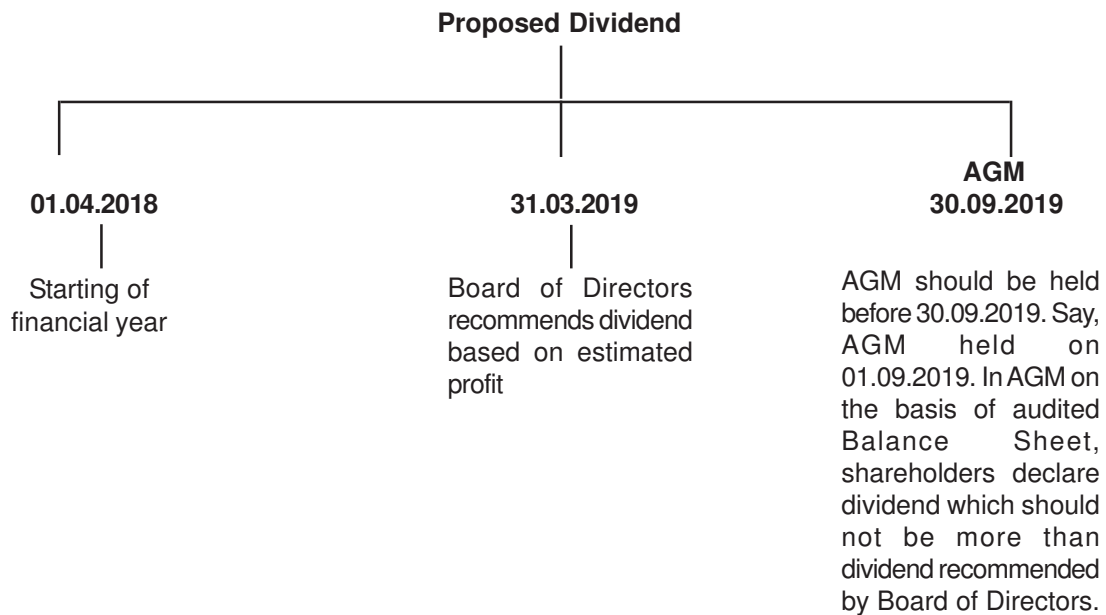 Proposed Dividend
01.04.2018
Starting of
financial year
31.03.2019
Board of Directors
recommends dividend
based on estimated
profit
AGM
30.09.2019
AGM should be held
before 30.09.2019. Say,
AGM held on
01.09.2019. In AGM on
the basis of audited
Balance Sheet,
shareholders declare
dividend which should
not be more than
dividend recommended
by Board of Directors.